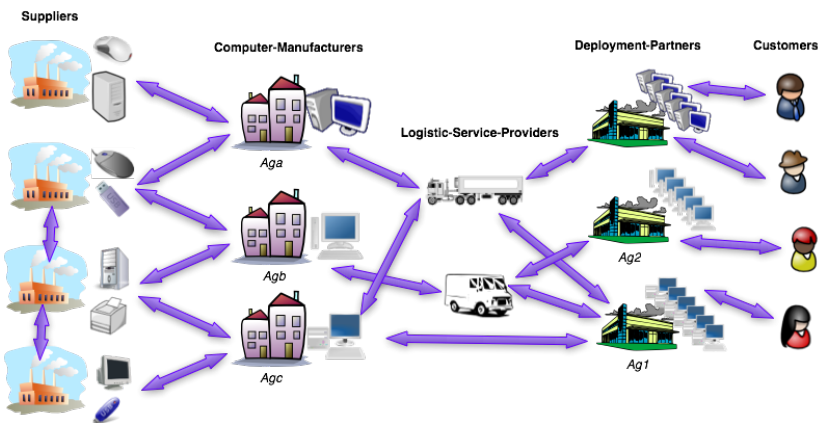 Suppliers
Computer-Manufacturers
Deployment-Partners
Customers
Logistic-Service-Providers
Aga
Agb
Ag2
Agc
Ag1